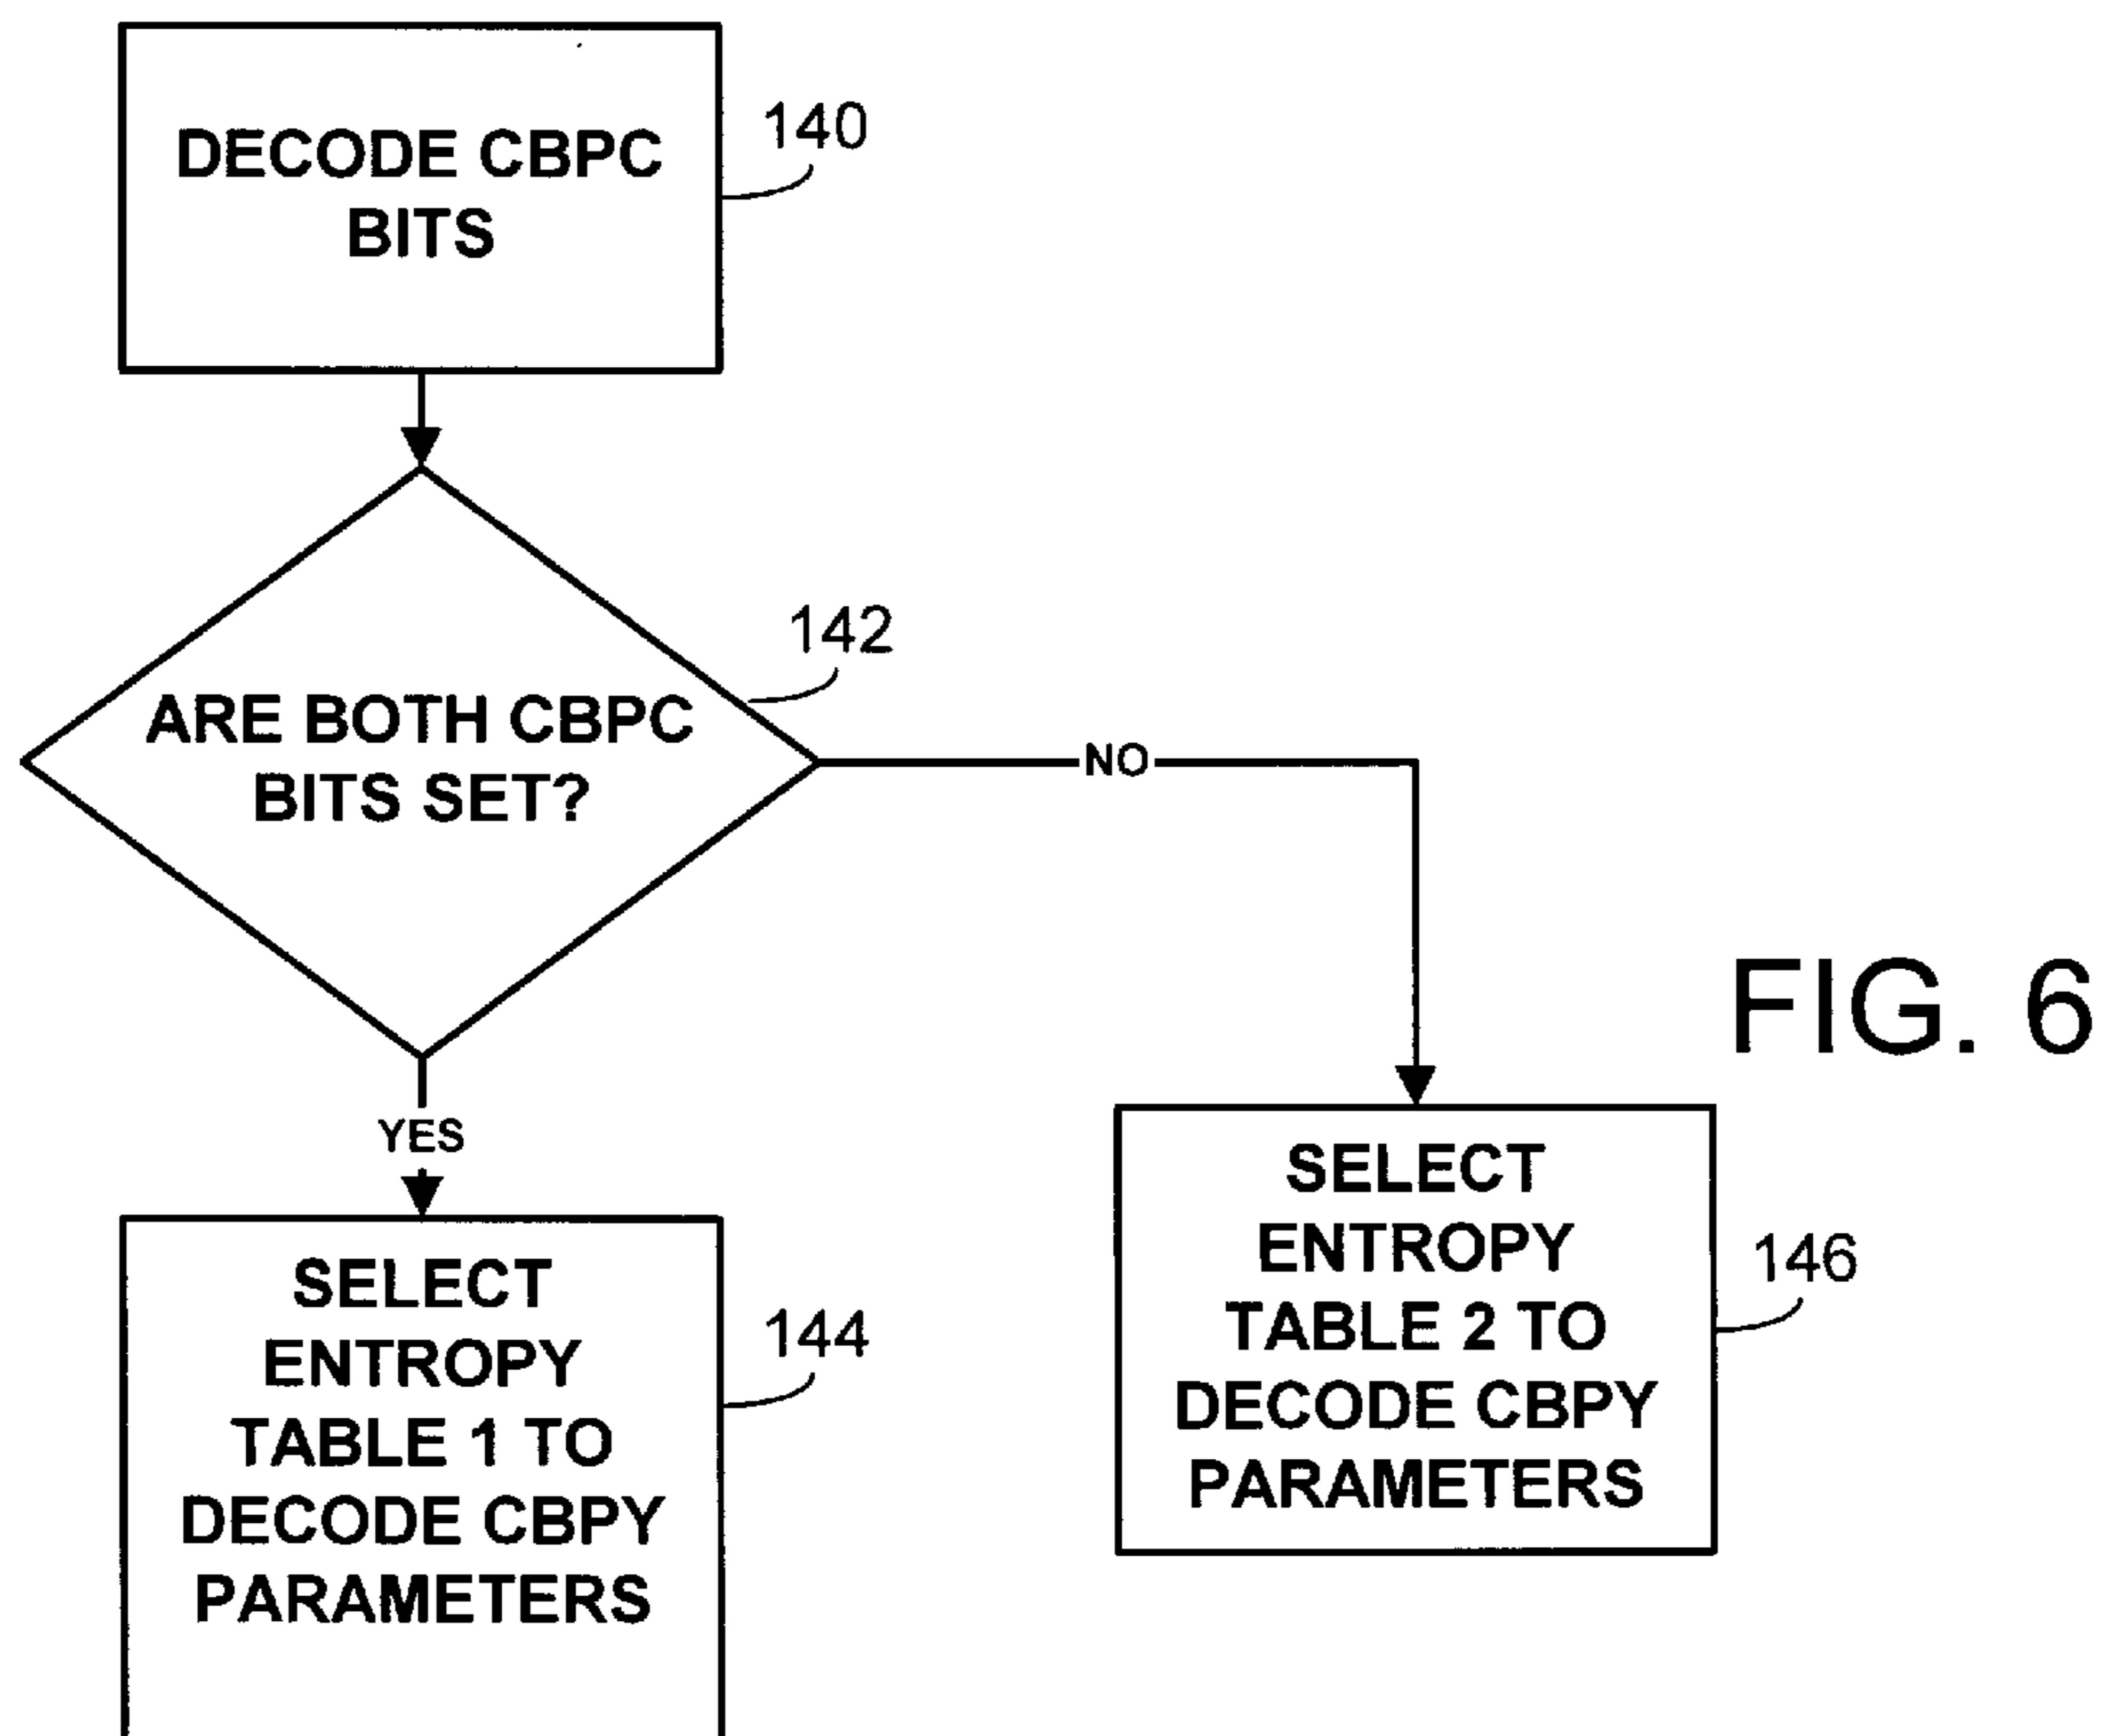 DECODE CBPC
BITS
140
ARE BOTH CBPC
BITS SET?
142
NO
YES
FIG. 6
SELECT
ENTROPY
TABLE 1 TO
DECODE CBPY
PARAMETERS
144
SELECT
ENTROPY
TABLE 2 TO
DECODE CBPY
PARAMETERS
146